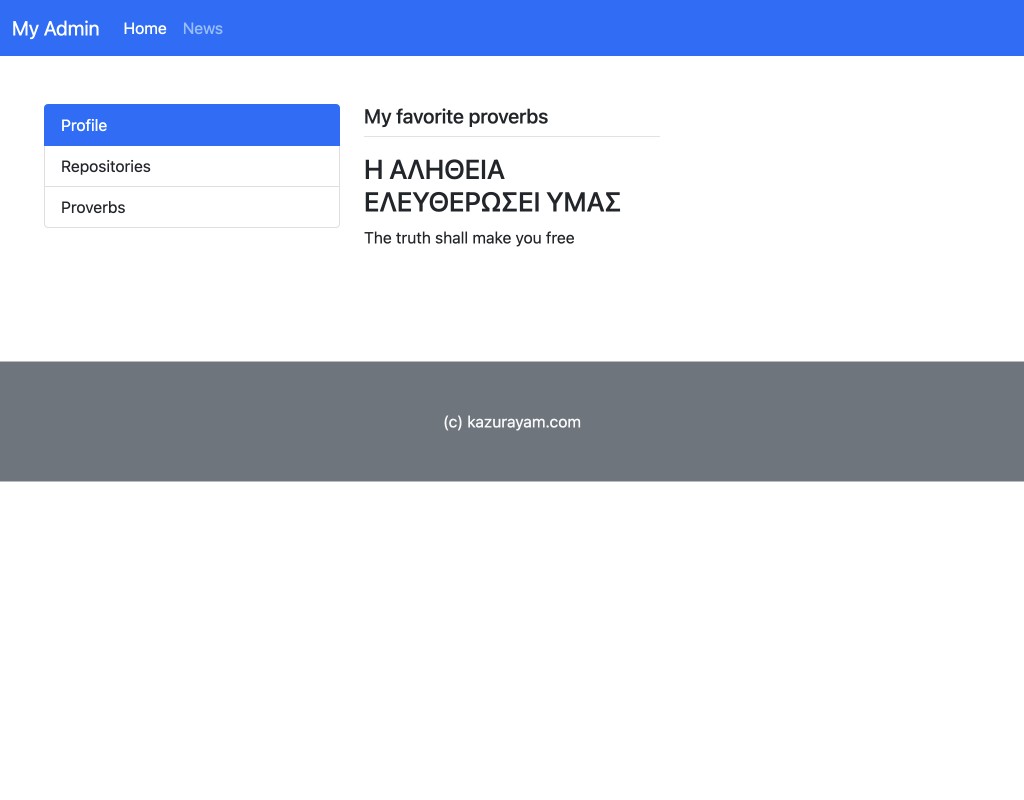 My Admin Home News
Profile
Repositories
Proverbs
My favorite proverbs
Η ΑΛΗΘΕΙΑ
ΕΛΕΥΘΕΡΩΣΕΙ ΥΜΑΣ
The truth shall make you free
(c) kazurayam.com